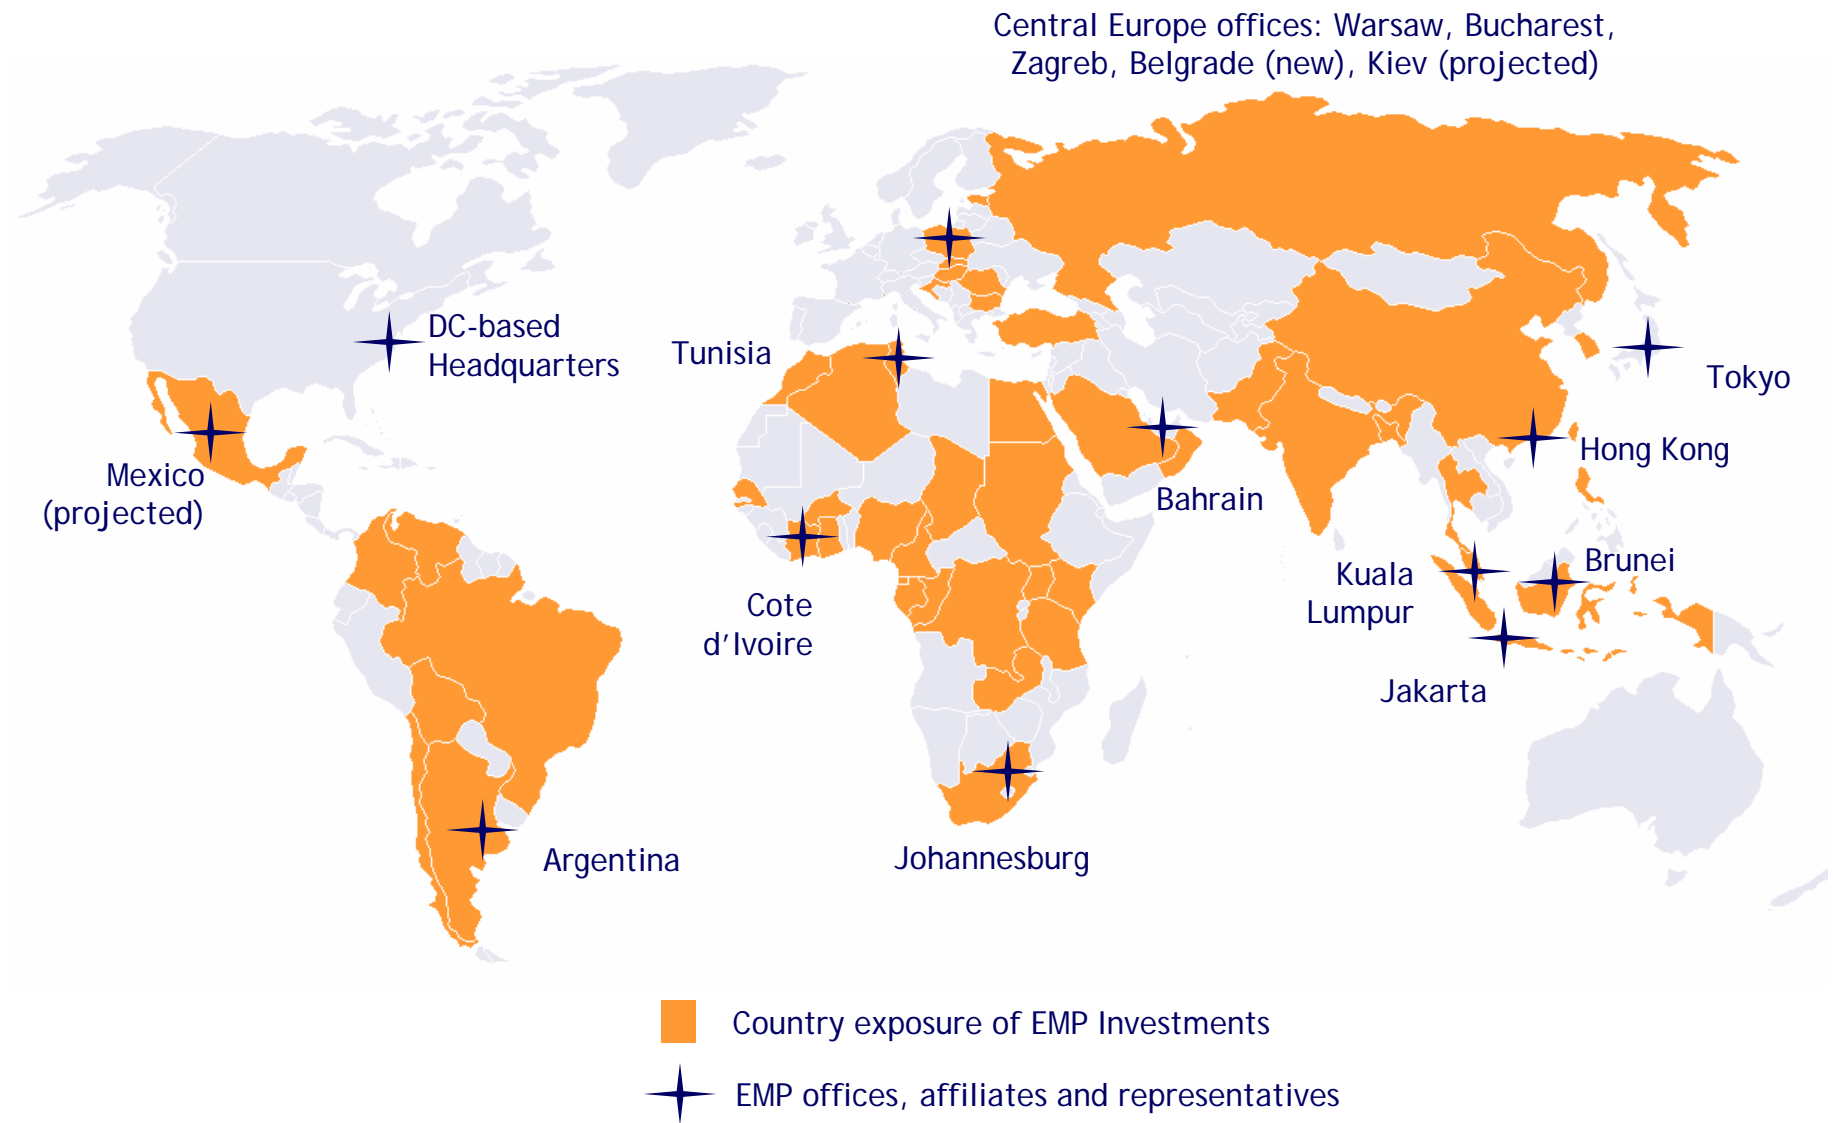 Central Europe offices: Warsaw, Bucharest,
Zagreb, Belgrade (new), Kiev (projected)
DC-based
Headquarters
Tunisia
Tokyo
Mexico
(projected)
Hong Kong
Bahrain
Cote
d’Ivoire
Kuala
Lumpur
Brunei
Jakarta
Argentina
Johannesburg
Country exposure of EMP Investments
EMP offices, affiliates and representatives